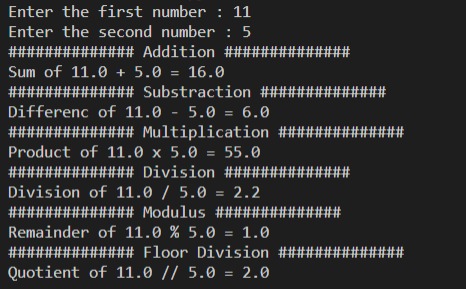 Enter the first number : 11
Enter the second number : 5
############## Addition ##############
Sum of 11.0 + 5.0 = 16.0
############## Substraction ##############
Differenc of 11.0 - 5.0 = 6.0
############## Multiplication ##############
Product of 11.0 x 5.0 = 55.0
############## Division ##############
Division of 11.0 / 5.0 = 2.2
############## Modulus ##############
Remainder of 11.0 % 5.0 = 1.0
############## Floor Division ##############
Quotient of 11.0 // 5.0 = 2.0